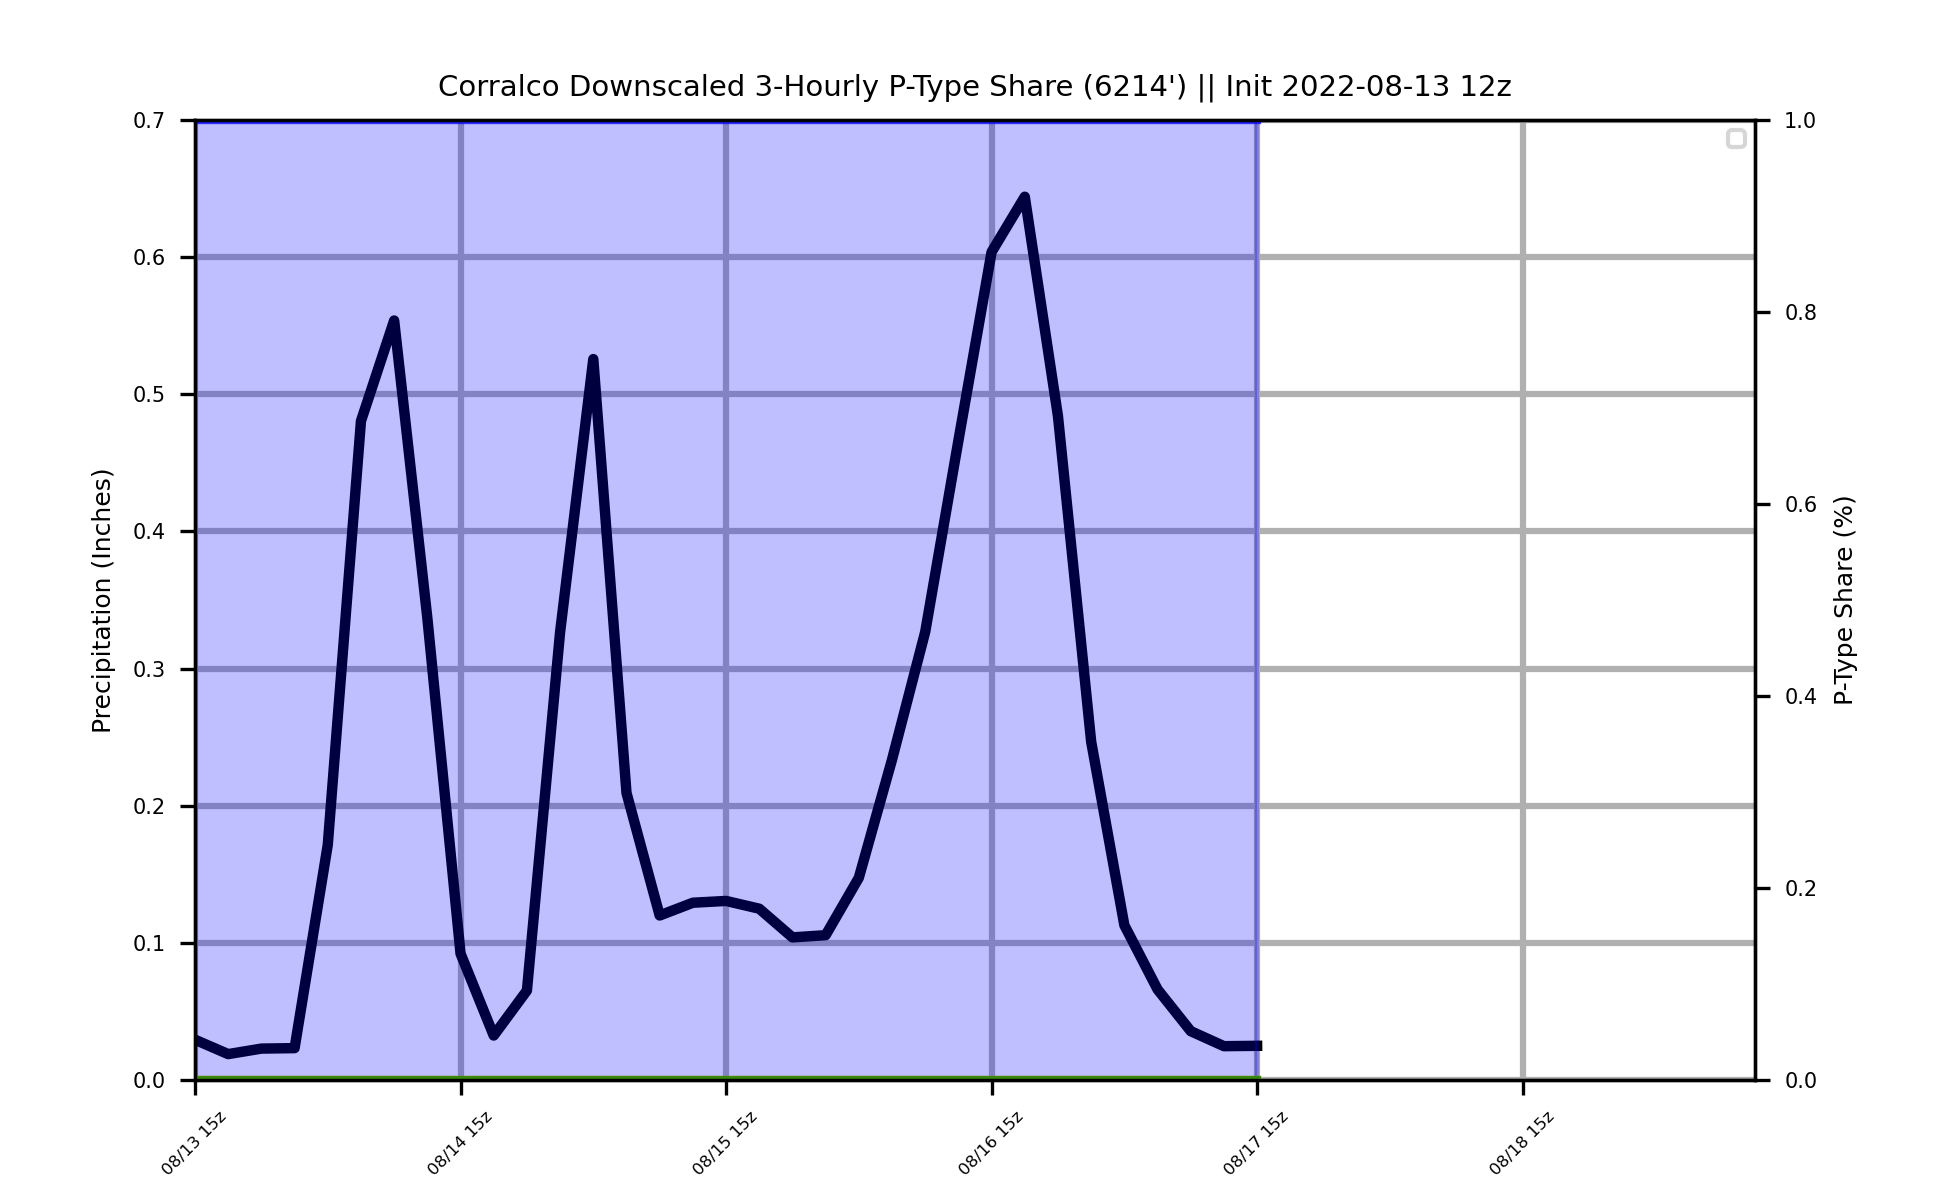 Corralco Downscaled 3-Hourly P-Type Share (6214') || Init 2022-08-13 12z
Precipitation (Inches)
0.7
0.6
0.5
0.4
0.3
0.2
0.1
0.0
1.0
0.8
0.6
0.4
0.2
0.0
P-Type Share (%)
08/13 15z
08/14 15z
08/15 15z
08/16 15z
08/17 15z
08/18 15z